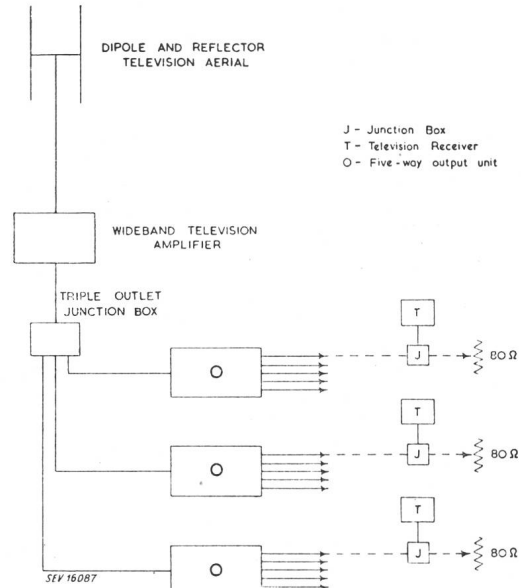 DIPOLE AND REFLECTOR
TELEVISION AERIAL
J - Junction Box
T - Television Receiver
O - Five-way output unit
WIDEBAND TELEVISION
AMPLIFIER
TRIPLE OUTLET
JUNCTION BOX
T
O
J
80 Ω
T
O
J
80 Ω
T
O
J
80 Ω
SEV 16087